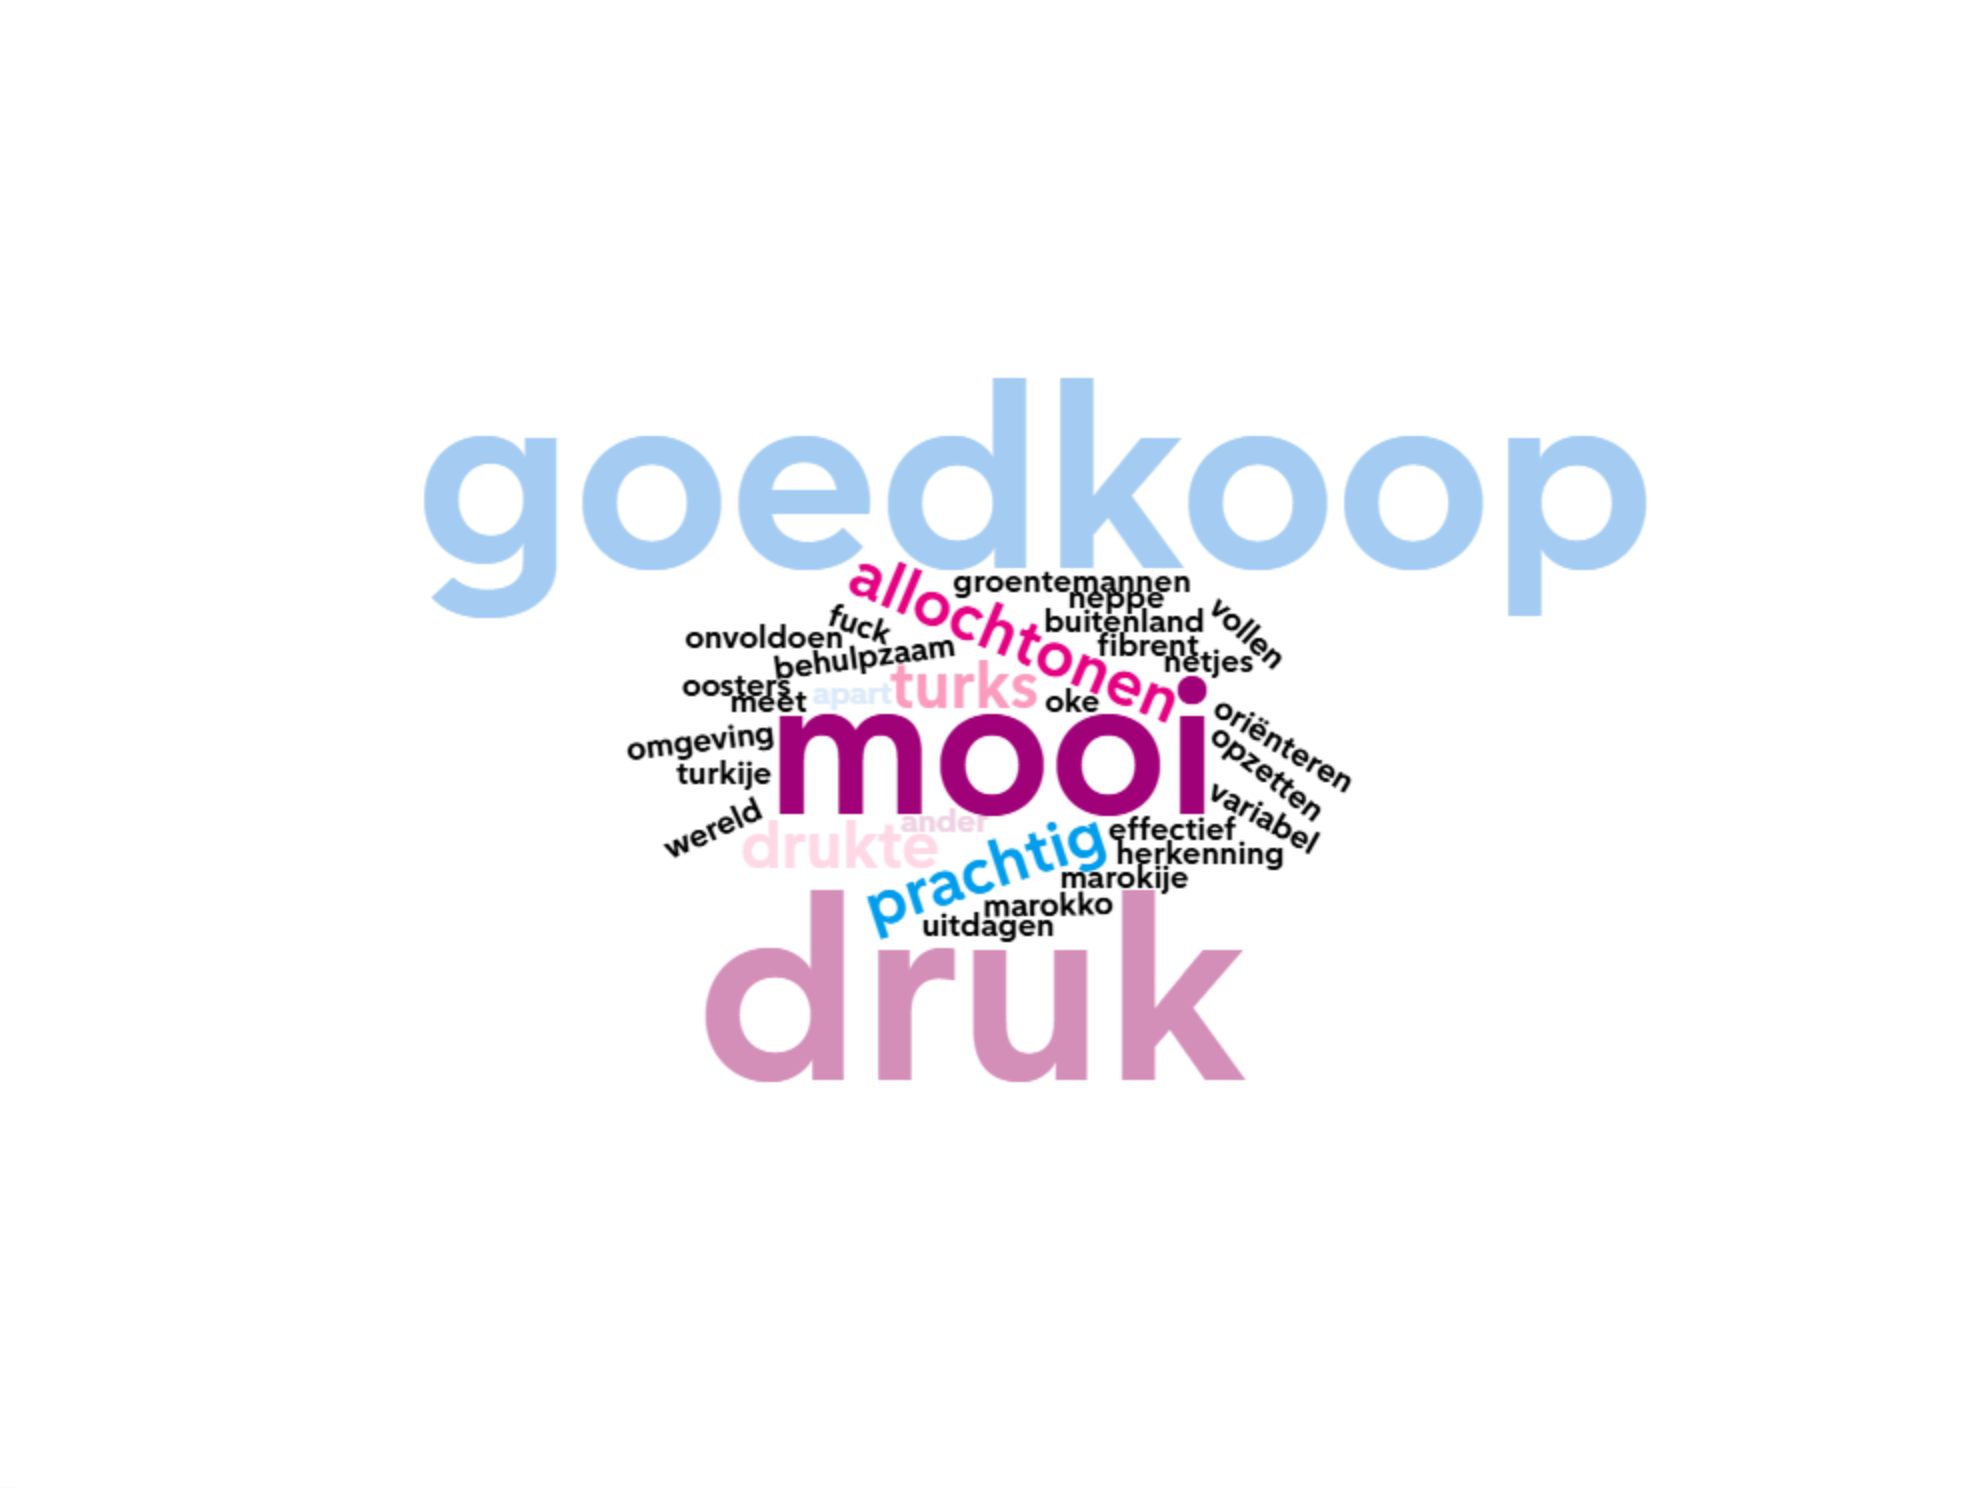 goedkoop
allochtonen
groentemannen
neppe
vollen
fuck
buitenland
onvoldoen
fibrent
behulpzaam
netjes
oosters
apart
turks
meet
oke
mooi
oriënteren
omgeving
opzetten
turkije
variabel
wereld
ander
drukte
prachtig
effectief
herkenning
marokije
marokko
uitdagen
druk